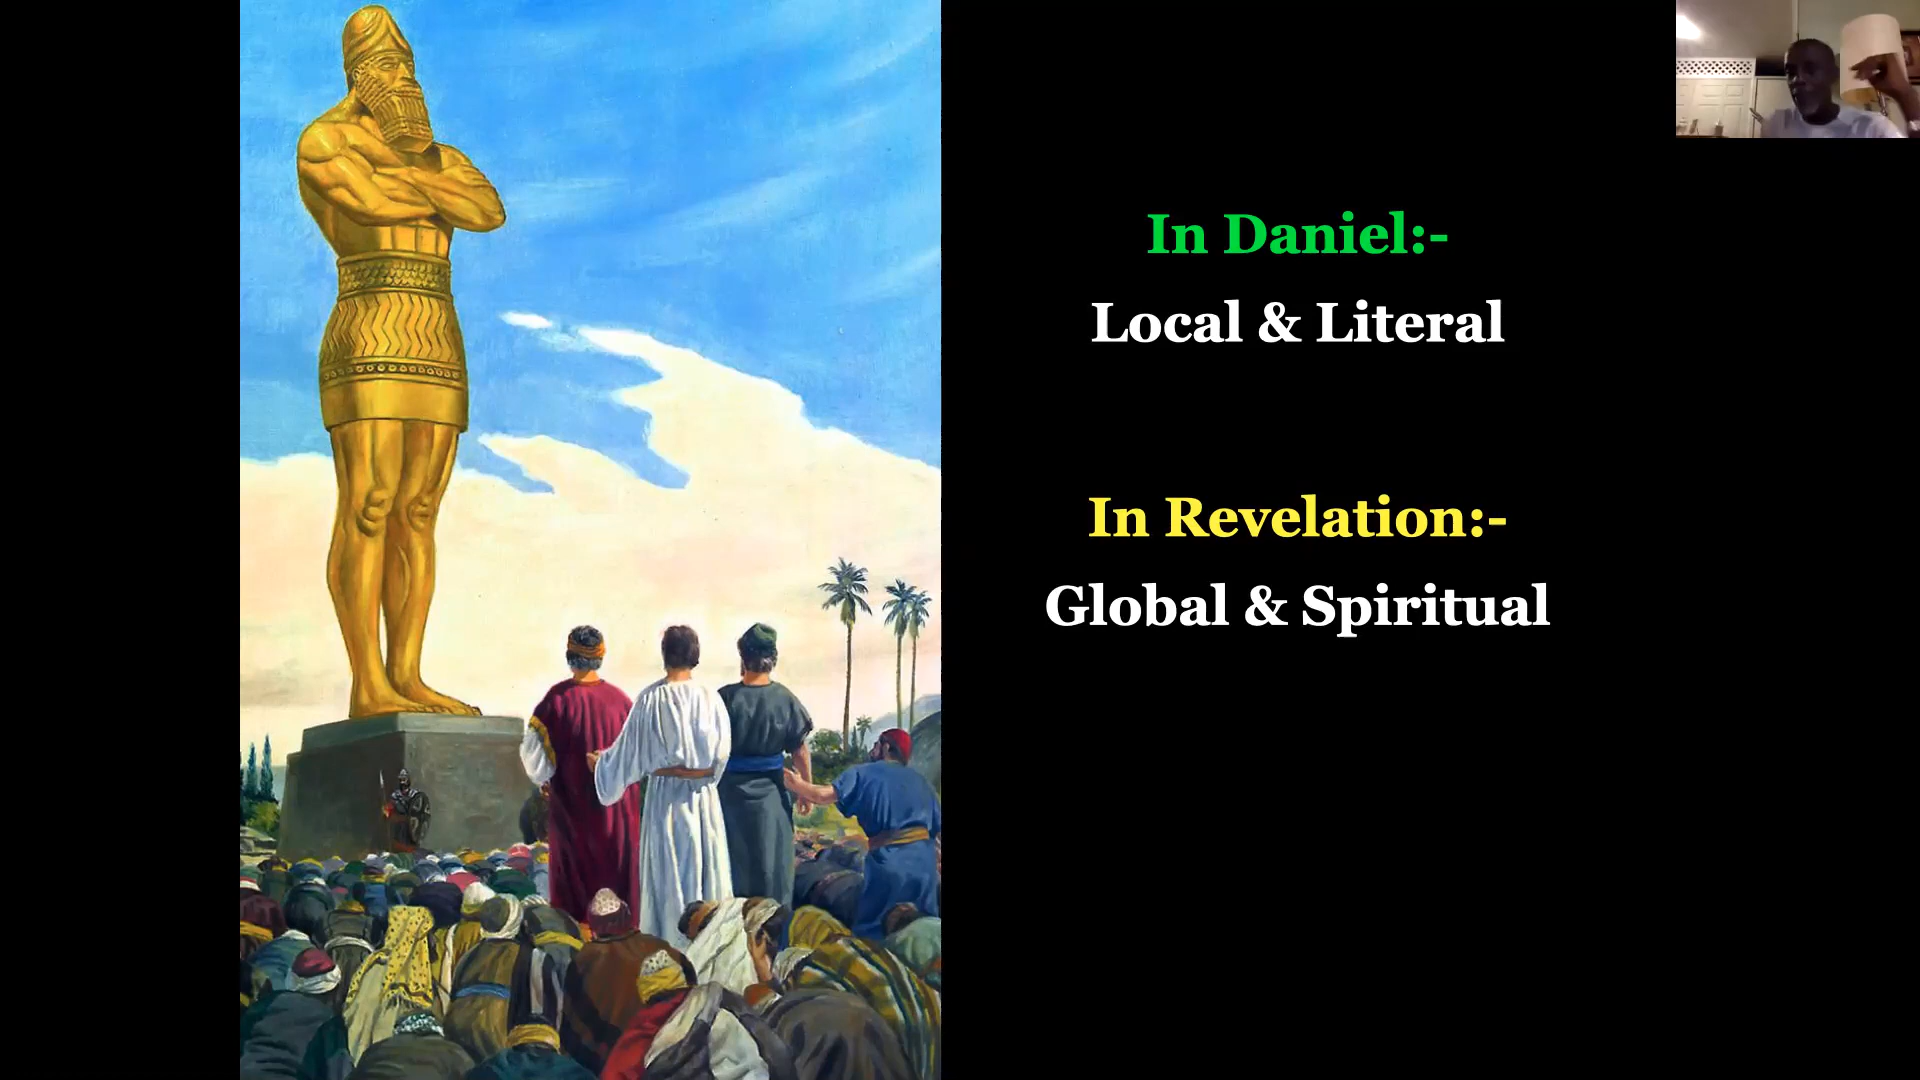 In Daniel:-
Local & Literal
In Revelation:-
Global & Spiritual